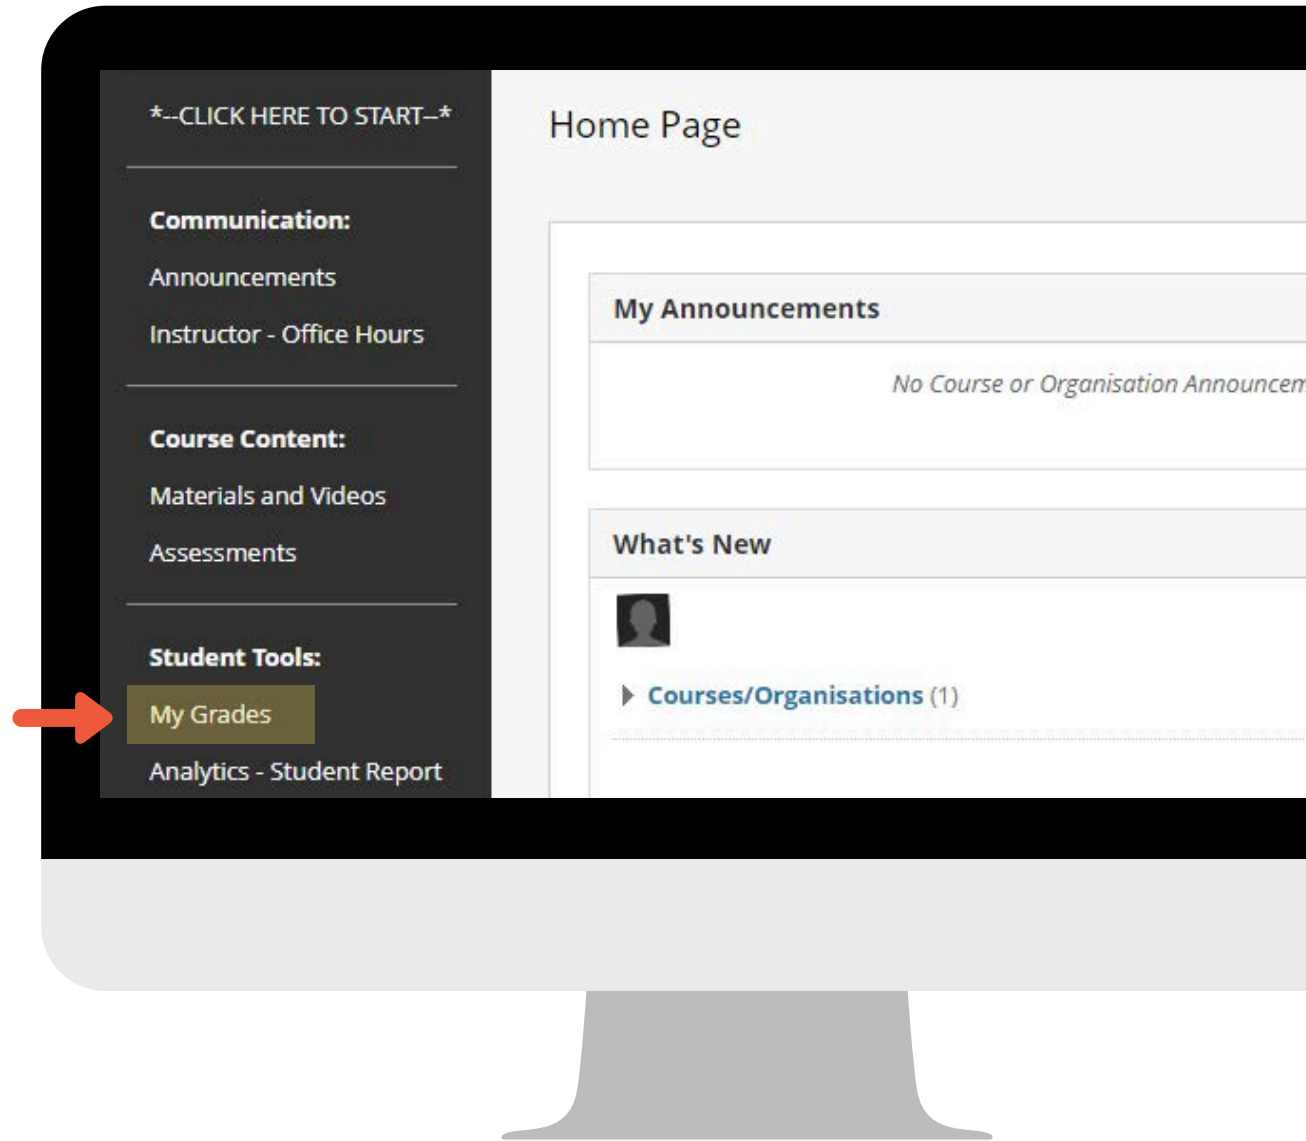 *--CLICK HERE TO START--*
Communication:
Announcements
Instructor - Office Hours
Course Content:
Materials and Videos
Assessments
Student Tools:
My Grades
Analytics - Student Report
Home Page
My Announcements
No Course or Organisation
What's New
Courses/Organisations (1)